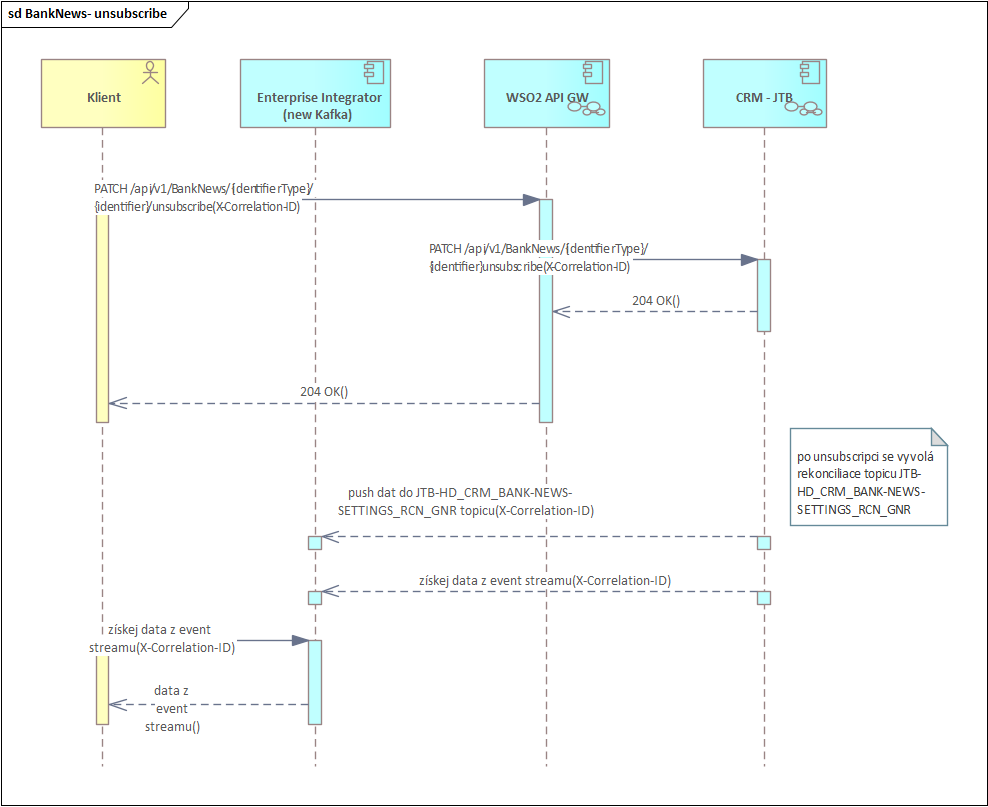 sd BankNews- unsubscribe
Klient
Enterprise Integrator
(new Kafka)
WSO2 API GW
CRM - JTB
PATCH /api/v1/BankNews/{dentifierType}/
{identifier}/unsubscribe(X-Correlation-ID)
PATCH /api/v1/BankNews/{dentifierType}/
{identifier}unsubscribe(X-Correlation-ID)
204 OK()
204 OK()
po unsubscripci se vyvolá
rekonciliace topicu JTB-
HD_CRM_BANK-NEWS-
SETTINGS_RCN_GNR
push dat do JTB-HD_CRM_BANK-NEWS-
SETTINGS_RCN_GNR topicu(X-Correlation-ID)
získej data z event streamu(X-Correlation-ID)
získej data z event
streamu(X-Correlation-ID)
data z
event
streamu()